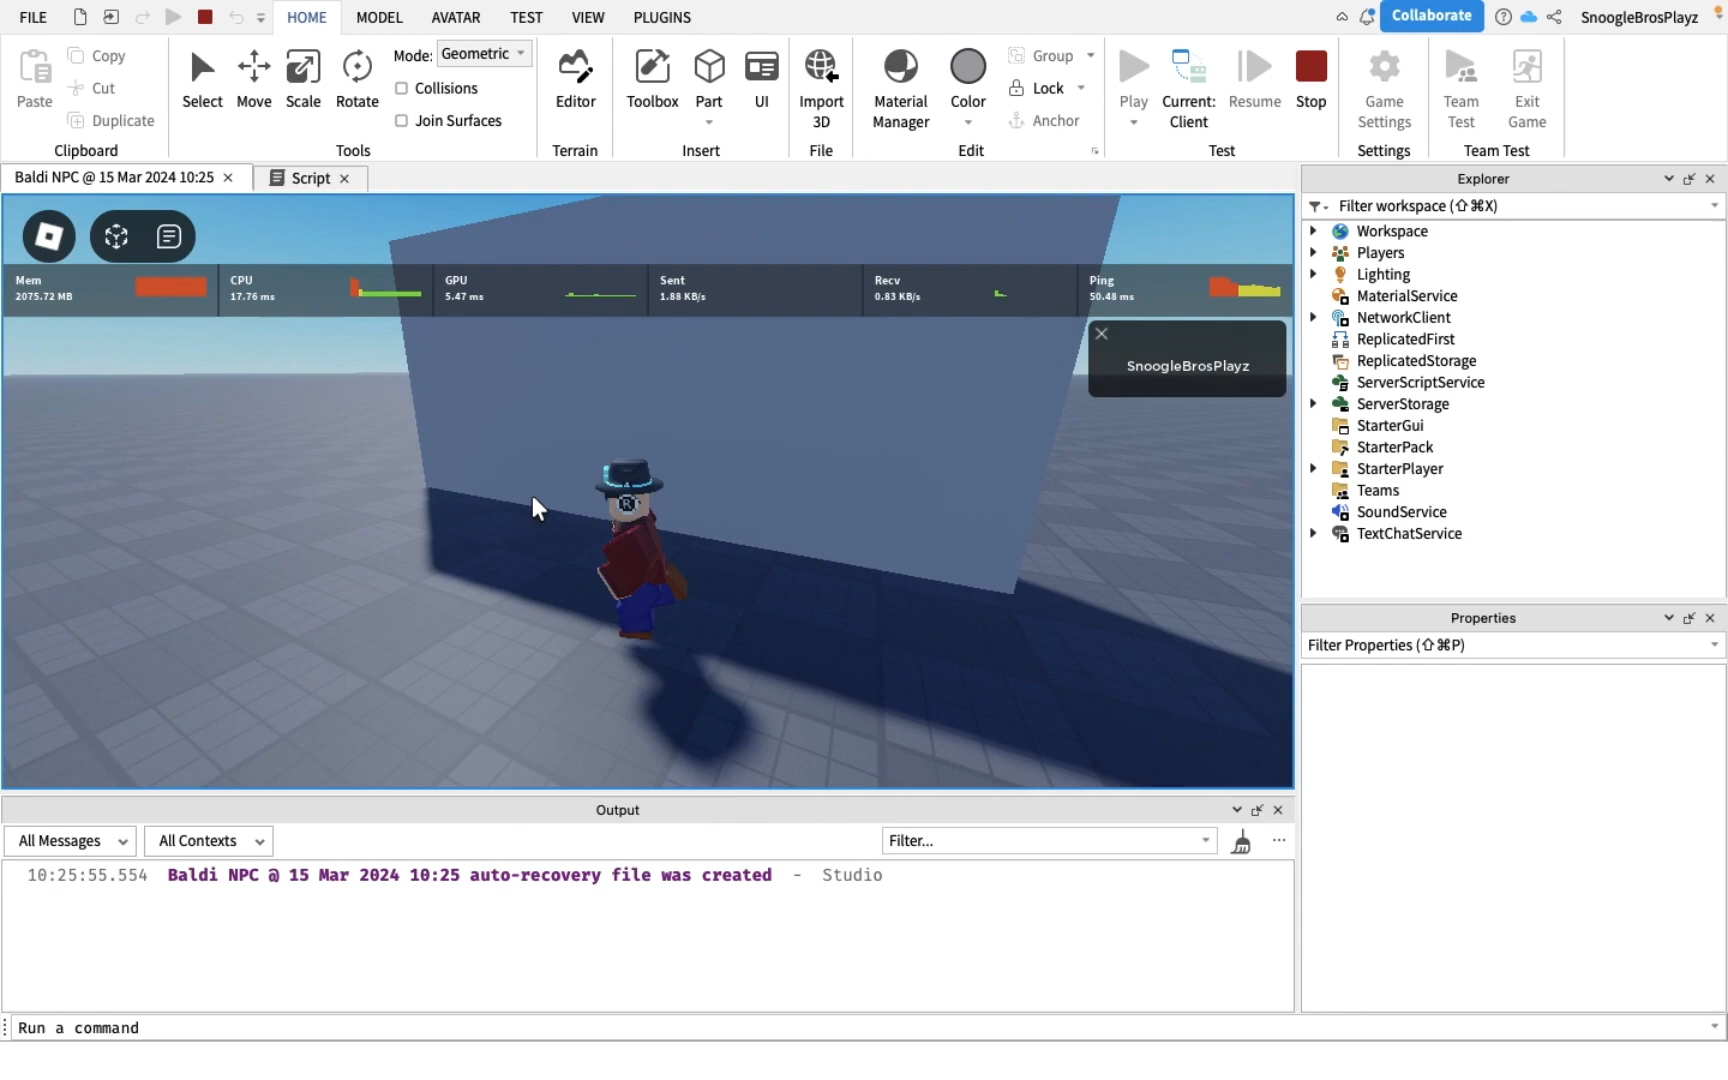 FILE
HOME
MODEL
AVATAR
TEST
VIEW
PLUGINS
Collaborate
SnoogleBrosPlayz
Paste
Copy
Cut
Duplicate
Clipboard
Select
Move
Scale
Rotate
Mode: Geometric
Collisions
Join Surfaces
Tools
Editor
Terrain
Toolbox
Part
UI
Insert
Import
3D
File
Material
Manager
Color
Group
Lock
Anchor
Edit
Play
Current:
Client
Resume
Stop
Test
Game
Settings
Settings
Team
Test
Exit
Game
Team Test
Baldi NPC @ 15 Mar 2024 10:25
Script
Mem
2075.72 MB
CPU
17.76 ms
GPU
5.47 ms
Sent
1.88 KB/s
Recv
0.83 KB/s
Ping
50.48 ms
SnoogleBrosPlayz
Explorer
Filter workspace (⇧⌘X)
Workspace
Players
Lighting
MaterialService
NetworkClient
ReplicatedFirst
ReplicatedStorage
ServerScriptService
ServerStorage
StarterGui
StarterPack
StarterPlayer
Teams
SoundService
TextChatService
Properties
Filter Properties (⇧⌘P)
Output
All Messages
All Contexts
Filter...
10:25:55.554 Baldi NPC @ 15 Mar 2024 10:25 auto-recovery file was created - Studio
Run a command